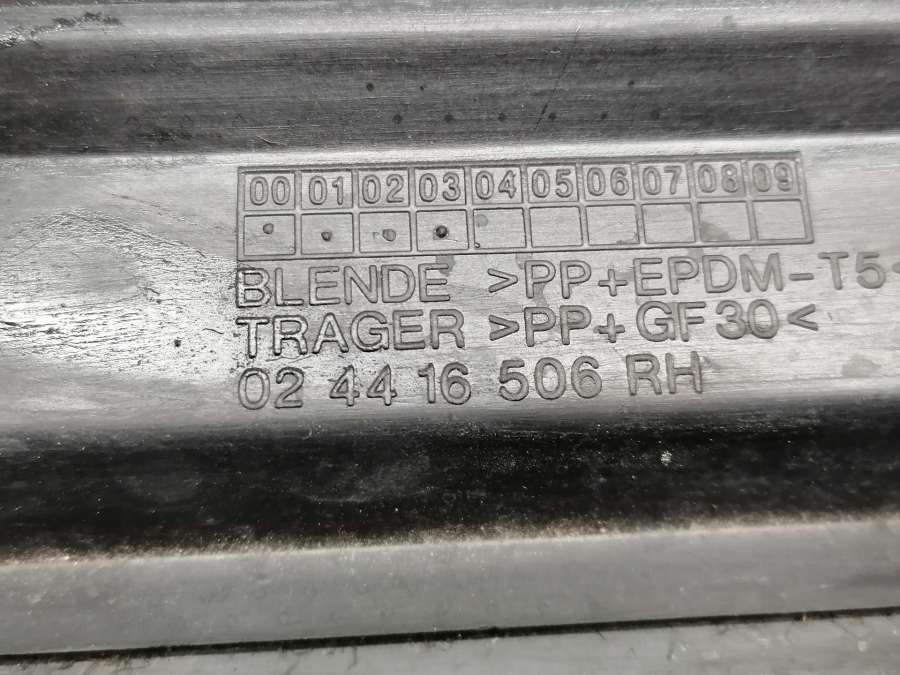 00 01 02 03 04 05 06 07 08 09
BLENDE >PP+EPDM-T5<
TRAGER >PP+GF30<
02 44 16 506 RH